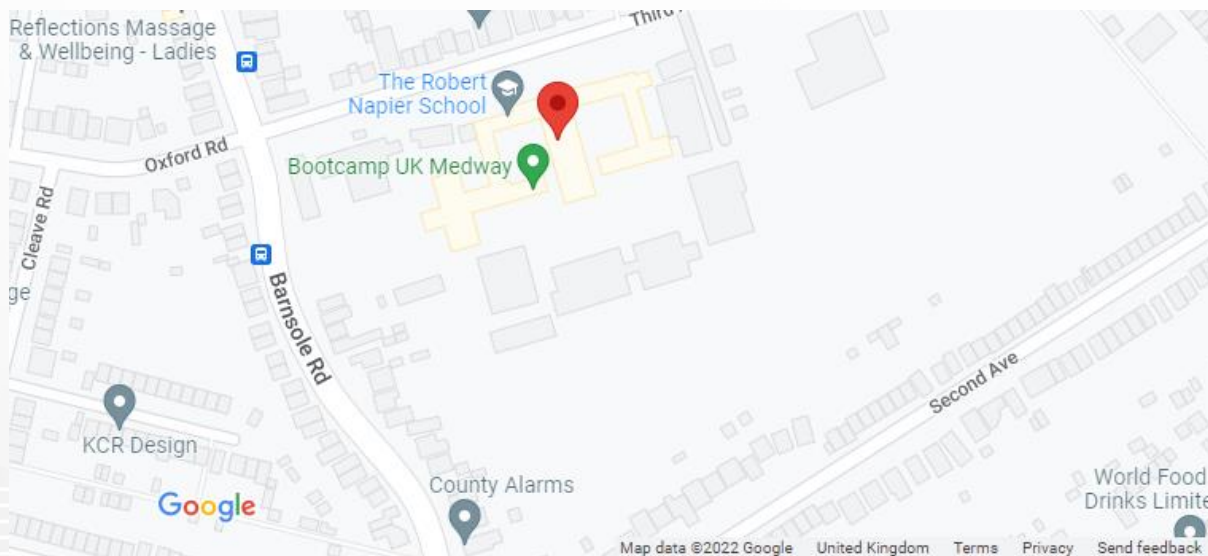 Reflections Massage
& Wellbeing - Ladies
Third
The Robert
Napier School
Oxford Rd
Bootcamp UK Medway
Cleave Rd
ge
Barnsole Rd
Second Ave
KCR Design
County Alarms
World Food
Drinks Limite
Google
Map data ©2022 Google United Kingdom Terms Privacy Send feedback